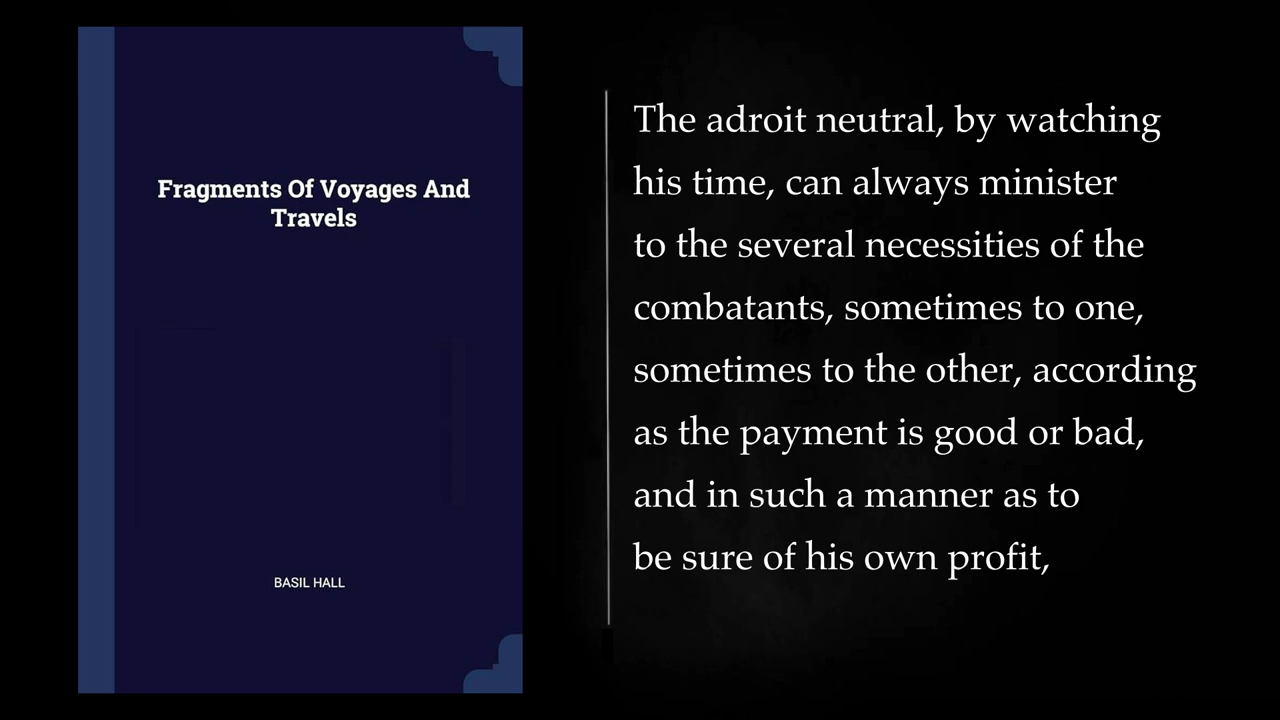 Fragments Of Voyages And
Travels
BASIL HALL
The adroit neutral, by watching
his time, can always minister
to the several necessities of the
combatants, sometimes to one,
sometimes to the other, according
as the payment is good or bad,
and in such a manner as to
be sure of his own profit,